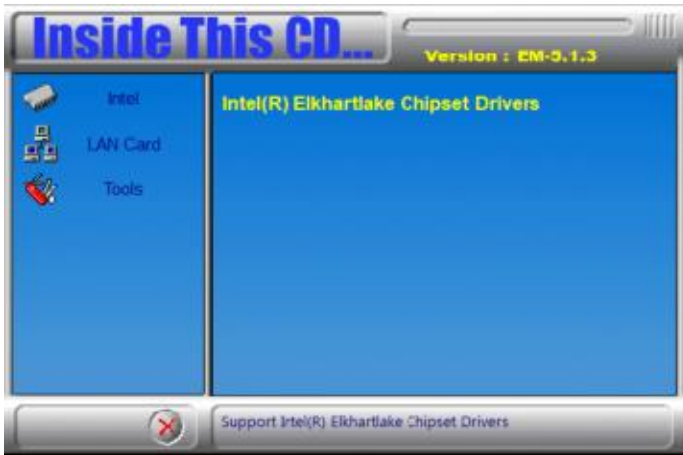 Inside This CD...
Version : EM-5.1.3
Intel
LAN Card
Tools
Intel(R) Elkhartlake Chipset Drivers
Support Intel(R) Elkhartlake Chipset Drivers